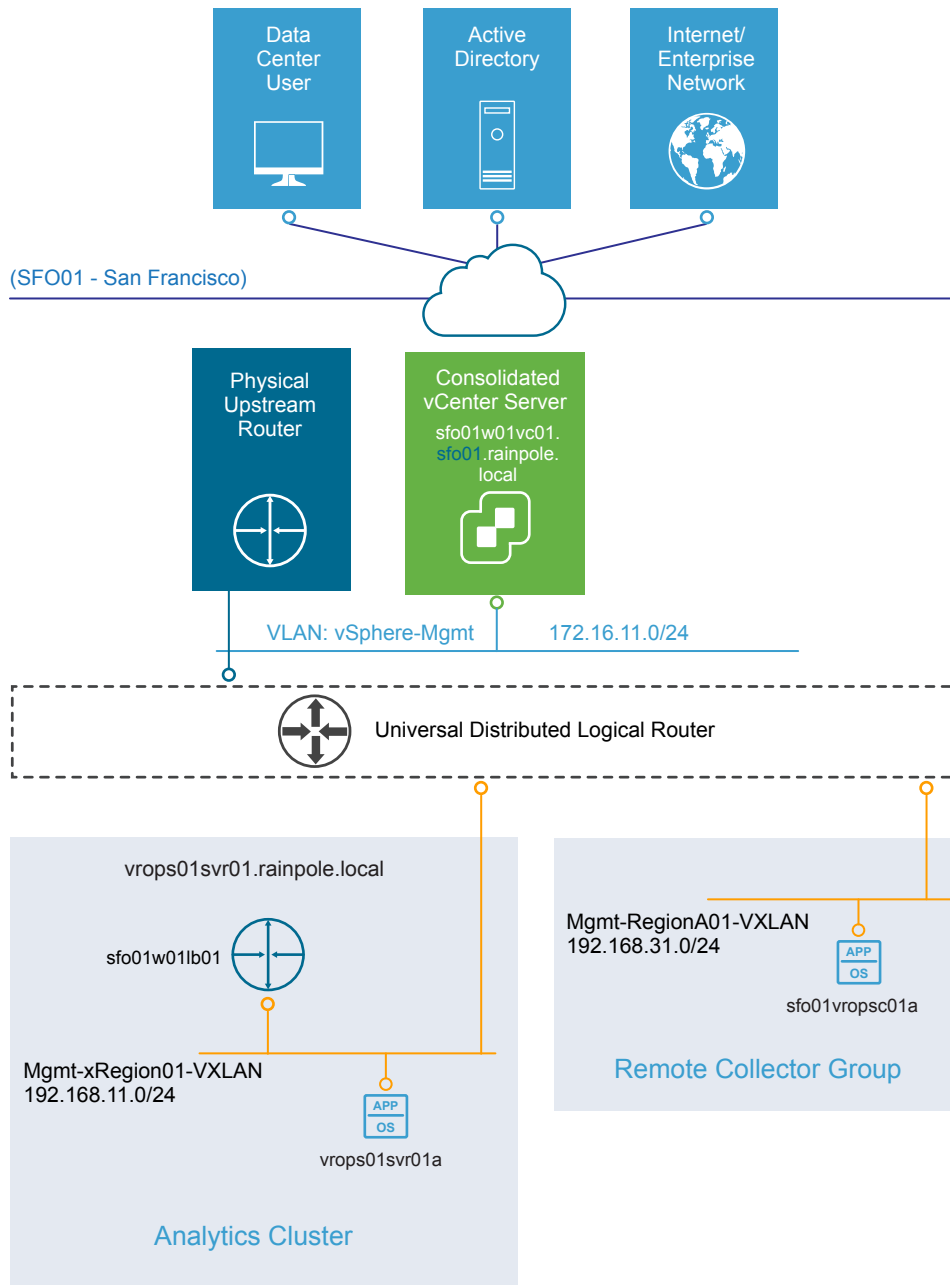 Data
Center
User
Active
Directory
Internet/
Enterprise
Network
(SFO01 - San Francisco)
Physical
Upstream
Router
Consolidated
vCenter Server
sfo01w01vc01.
sfo01.rainpole.
local
VLAN: vSphere-Mgmt 172.16.11.0/24
Universal Distributed Logical Router
vrops01svr01.rainpole.local
sfo01w01lb01
Mgmt-xRegion01-VXLAN
192.168.11.0/24
APP
OS
vrops01svr01a
Analytics Cluster
Mgmt-RegionA01-VXLAN
192.168.31.0/24
APP
OS
sfo01vropsc01a
Remote Collector Group